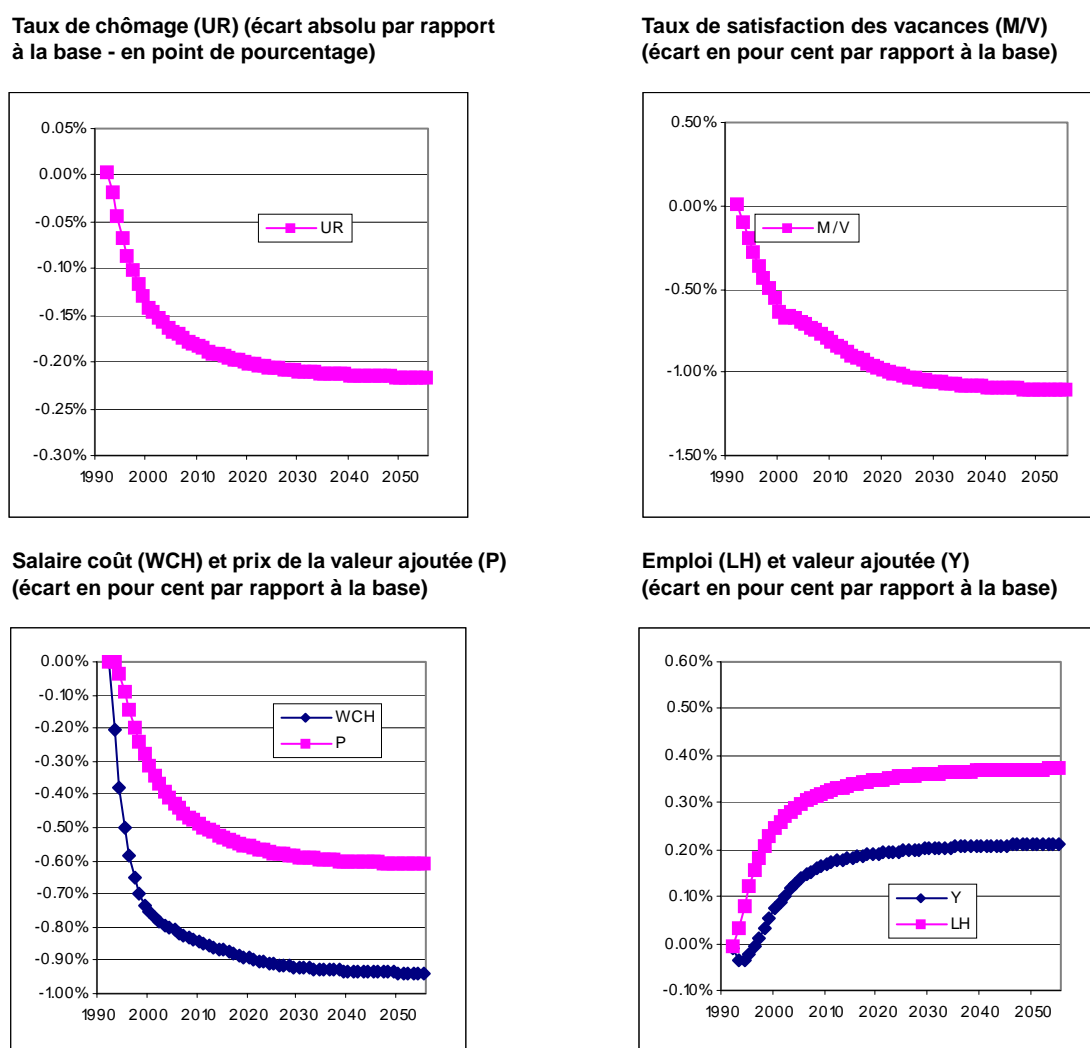 Taux de chômage (UR) (écart absolu par rapport
à la base - en point de pourcentage)
0.05%
0.00%
-0.05%
-0.10%
-0.15%
-0.20%
-0.25%
-0.30%
1990 2000 2010 2020 2030 2040 2050
UR
Taux de satisfaction des vacances (M/V)
(écart en pour cent par rapport à la base)
0.50%
0.00%
-0.50%
-1.00%
-1.50%
1990 2000 2010 2020 2030 2040 2050
M/V
Salaire coût (WCH) et prix de la valeur ajoutée (P)
(écart en pour cent par rapport à la base)
0.00%
-0.10%
-0.20%
-0.30%
-0.40%
-0.50%
-0.60%
-0.70%
-0.80%
-0.90%
-1.00%
1990 2000 2010 2020 2030 2040 2050
WCH
P
Emploi (LH) et valeur ajoutée (Y)
(écart en pour cent par rapport à la base)
0.60%
0.50%
0.40%
0.30%
0.20%
0.10%
0.00%
-0.10%
1990 2000 2010 2020 2030 2040 2050
Y
LH